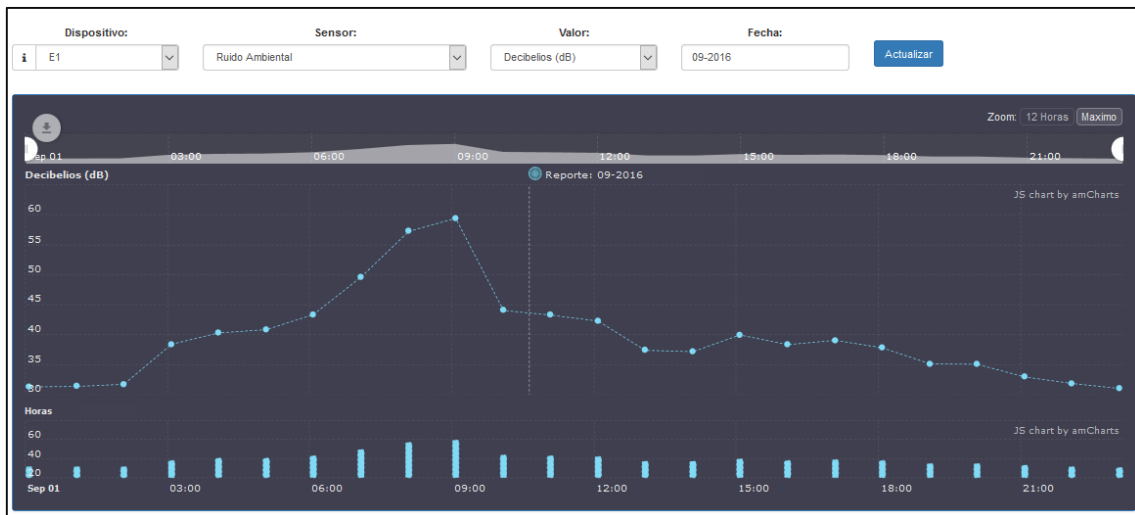 Dispositivo: Sensor: Valor: Fecha:
i E1 Ruido Ambiental Decibelios (dB) 09-2016 Actualizar
Zoom: 12 Horas Maximo
Sep 01 03:00 06:00 09:00 12:00 15:00 18:00 21:00
Decibelios (dB) Reporte: 09-2016
JS chart by amCharts
60
55
50
45
40
35
30
Horas
JS chart by amCharts
60
40
20
Sep 01 03:00 06:00 09:00 12:00 15:00 18:00 21:00